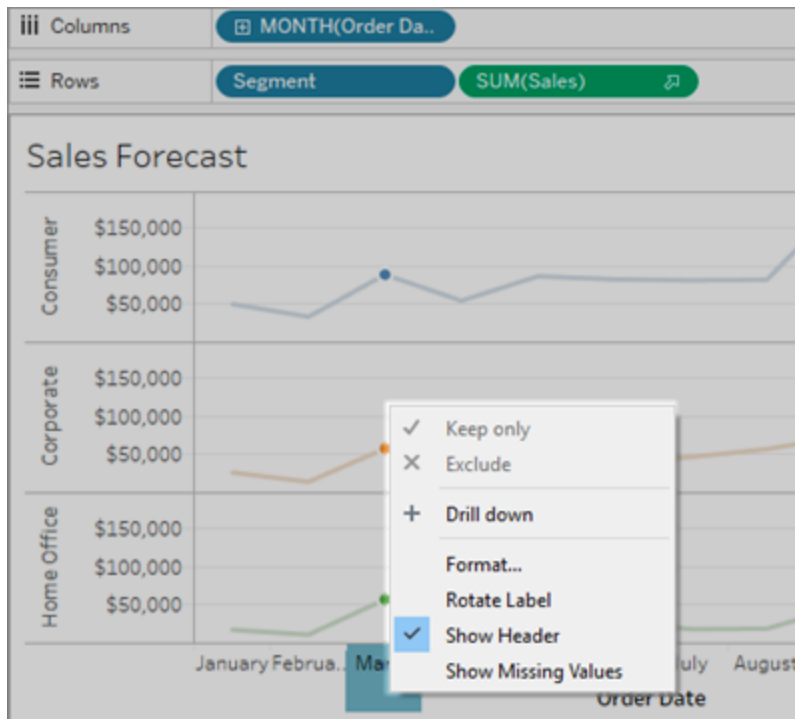 Columns
MONTH(Order Da..
Rows
Segment
SUM(Sales)
Sales Forecast
Consumer
$150,000
$100,000
$50,000
Corporate
$150,000
$100,000
$50,000
Keep only
Exclude
Drill down
Format...
Rotate Label
Show Header
Show Missing Values
Home Office
$150,000
$100,000
$50,000
January Februa.. Ma uly August
Order Date